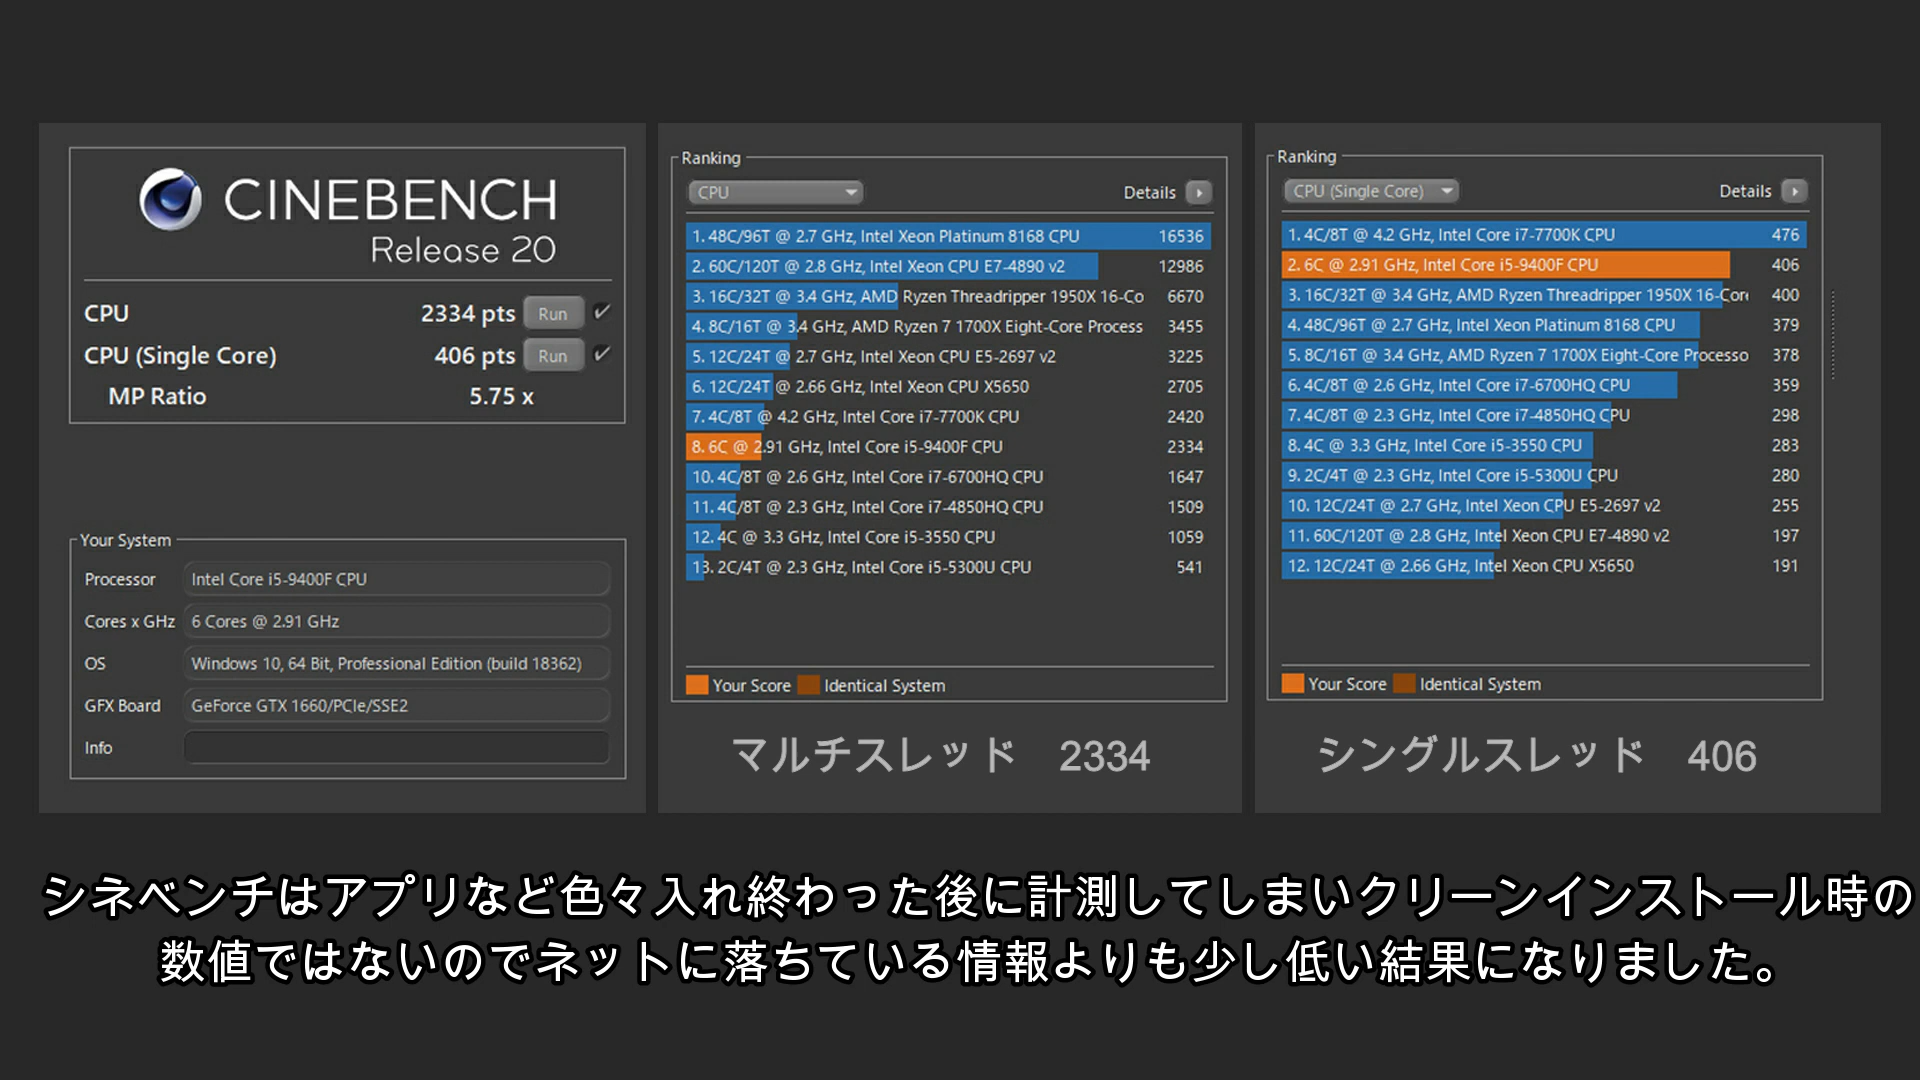 CINEBENCH
Release 20
CPU 2334 pts Run
CPU (Single Core) 406 pts Run
MP Ratio 5.75 x
Your System
Processor Intel Core i5-9400F CPU
Cores x GHz 6 Cores @ 2.91 GHz
OS Windows 10, 64 Bit, Professional Edition (build 18362)
GFX Board GeForce GTX 1660/PCIe/SSE2
Info
Ranking
CPU Details
1. 48C/96T @ 2.7 GHz, Intel Xeon Platinum 8168 CPU 16536
2. 60C/120T @ 2.8 GHz, Intel Xeon CPU E7-4890 v2 12986
3. 16C/32T @ 3.4 GHz, AMD Ryzen Threadripper 1950X 16-Co 6670
4. 8C/16T @ 3.4 GHz, AMD Ryzen 7 1700X Eight-Core Process 3455
5. 12C/24T @ 2.7 GHz, Intel Xeon CPU E5-2697 v2 3225
6. 12C/24T @ 2.66 GHz, Intel Xeon CPU X5650 2705
7. 4C/8T @ 4.2 GHz, Intel Core i7-7700K CPU 2420
8. 6C @ 2.91 GHz, Intel Core i5-9400F CPU 2334
10. 4C/8T @ 2.6 GHz, Intel Core i7-6700HQ CPU 1647
11. 4C/8T @ 2.3 GHz, Intel Core i7-4850HQ CPU 1509
12. 4C @ 3.3 GHz, Intel Core i5-3550 CPU 1059
13. 2C/4T @ 2.3 GHz, Intel Core i5-5300U CPU 541
Your Score Identical System
マルチスレッド 2334
Ranking
CPU (Single Core) Details
1. 4C/8T @ 4.2 GHz, Intel Core i7-7700K CPU 476
2. 6C @ 2.91 GHz, Intel Core i5-9400F CPU 406
3. 16C/32T @ 3.4 GHz, AMD Ryzen Threadripper 1950X 16-Core 400
4. 48C/96T @ 2.7 GHz, Intel Xeon Platinum 8168 CPU 379
5. 8C/16T @ 3.4 GHz, AMD Ryzen 7 1700X Eight-Core Processo 378
6. 4C/8T @ 2.6 GHz, Intel Core i7-6700HQ CPU 359
7. 4C/8T @ 2.3 GHz, Intel Core i7-4850HQ CPU 298
8. 4C @ 3.3 GHz, Intel Core i5-3550 CPU 283
9. 2C/4T @ 2.3 GHz, Intel Core i5-5300U CPU 280
10. 12C/24T @ 2.7 GHz, Intel Xeon CPU E5-2697 v2 255
11. 60C/120T @ 2.8 GHz, Intel Xeon CPU E7-4890 v2 197
12. 12C/24T @ 2.66 GHz, Intel Xeon CPU X5650 191
Your Score Identical System
シングルスレッド 406
シネベンチはアプリなど色々入れ終わった後に計測してしまいクリーンインストール時の
数値ではないのでネットに落ちている情報よりも少し低い結果になりました。